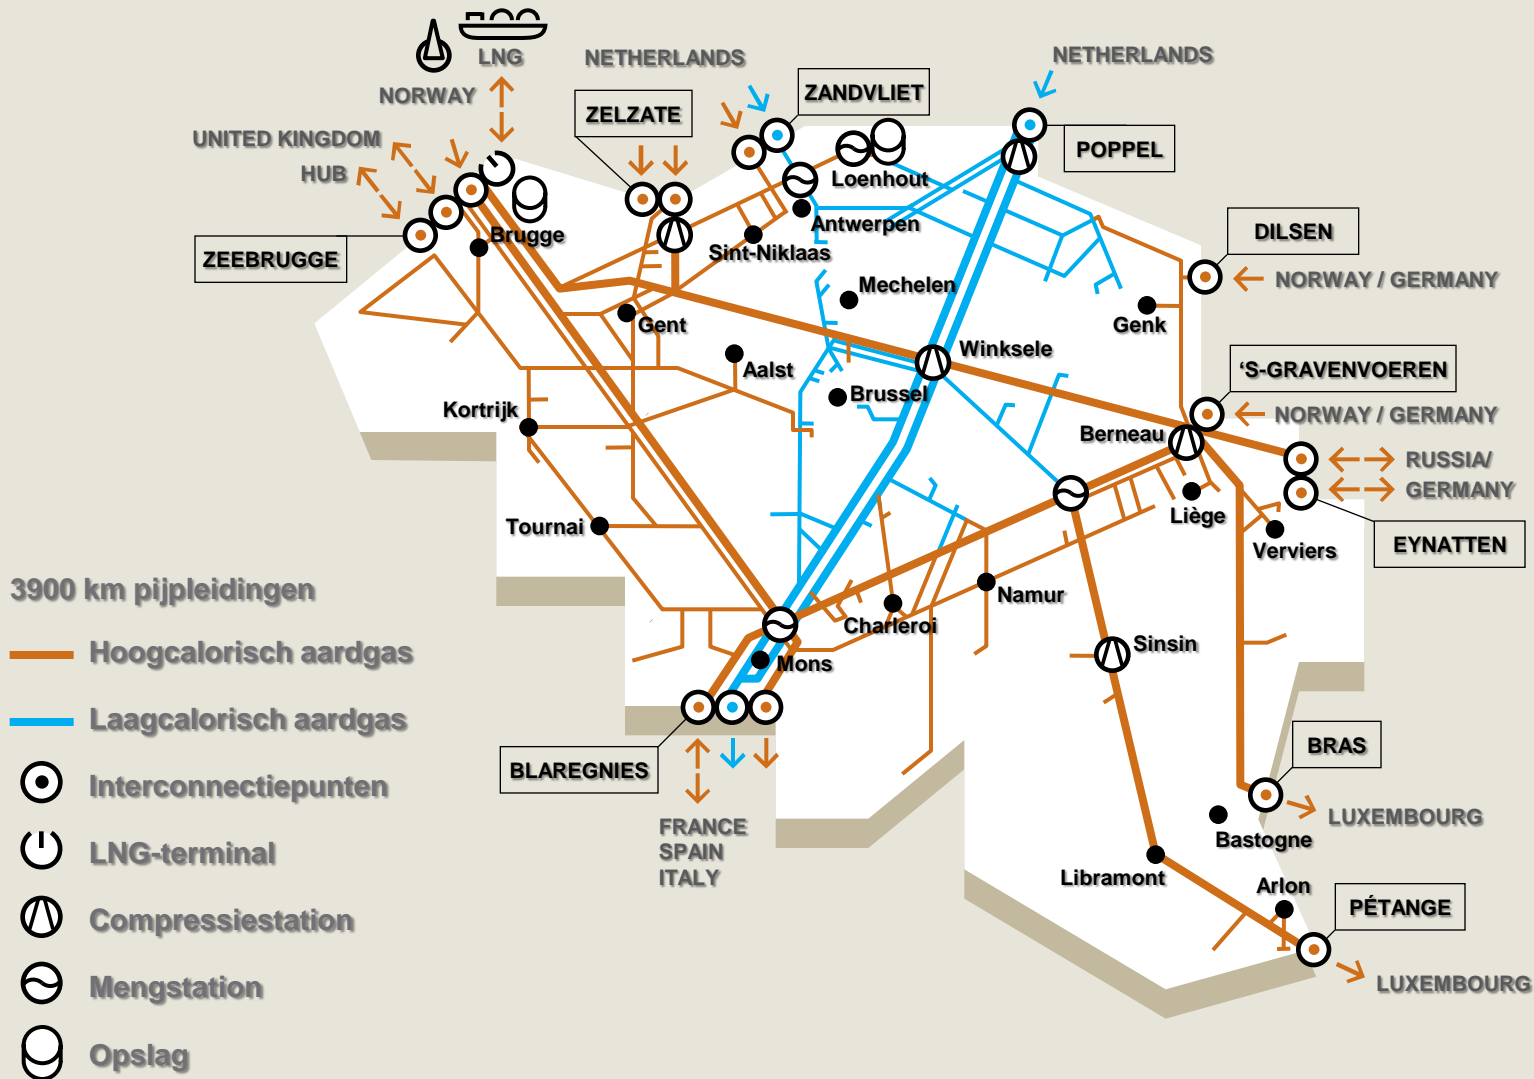 LNG
NORWAY
NETHERLANDS
NETHERLANDS
ZELZATE
ZANDVLIET
POPPEL
UNITED KINGDOM
HUB
ZEEBRUGGE
Brugge
Loenhout
Antwerpen
Sint-Niklaas
DILSEN
NORWAY / GERMANY
Mechelen
Genk
Gent
Winksele
Aalst
Brussel
‘S-GRAVENVOEREN
NORWAY / GERMANY
Kortrijk
Berneau
RUSSIA/
GERMANY
Liège
Tournai
Verviers
EYNATTEN
3900 km pijpleidingen
Hoogcalorisch aardgas
Laagcalorisch aardgas
Interconnectiepunten
LNG-terminal
Compressiestation
Mengstation
Opslag
Namur
Charleroi
Sinsin
Mons
BLAREGNIES
FRANCE
SPAIN
ITALY
BRAS
LUXEMBOURG
Bastogne
Libramont
Arlon
PÉTANGE
LUXEMBOURG